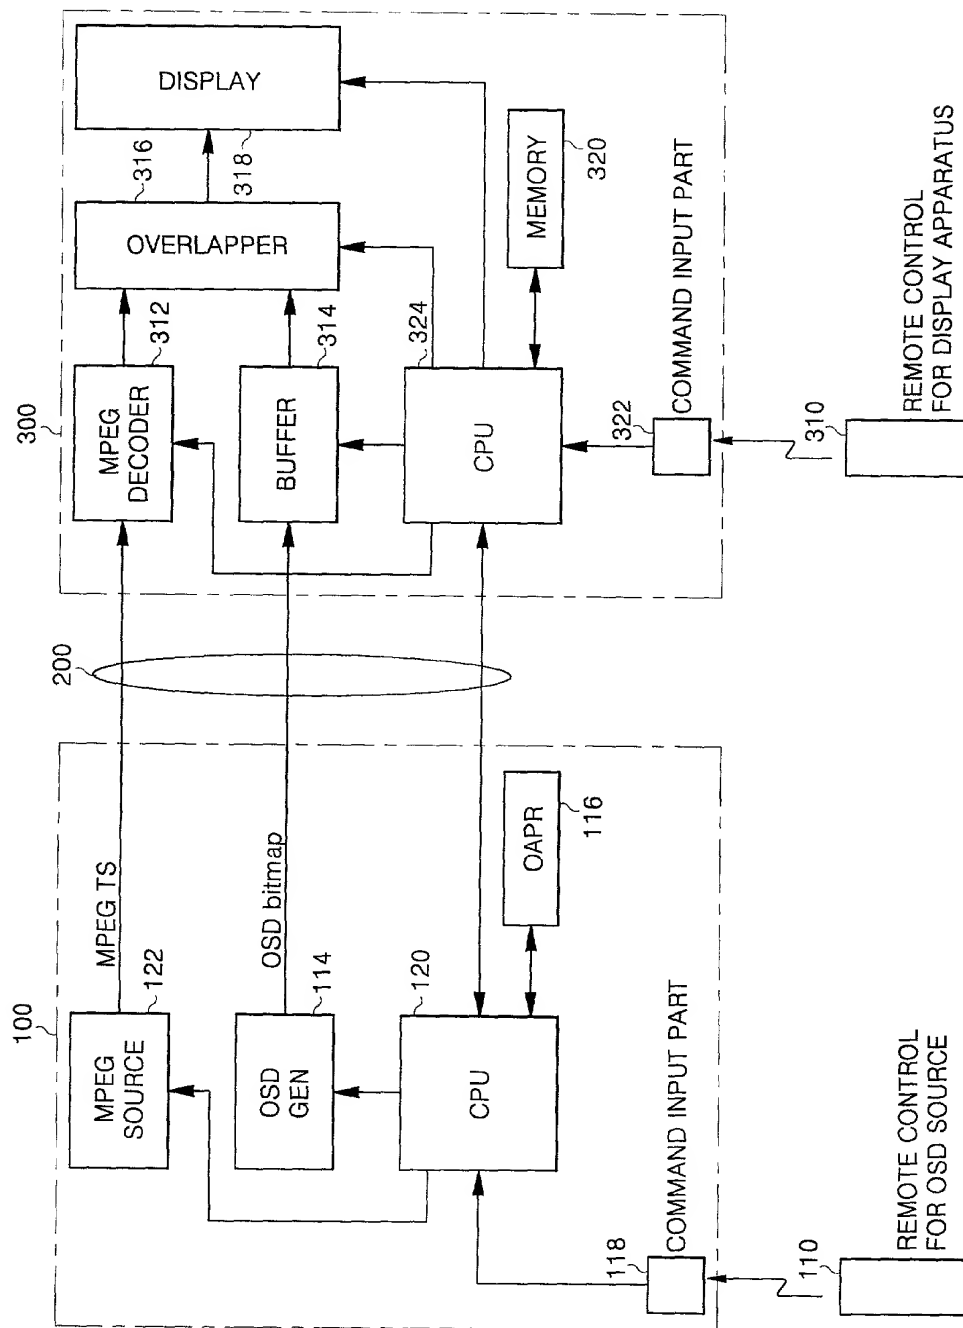 100
MPEG
SOURCE
122
MPEG TS
OSD
GEN
114
OSD bitmap
CPU
120
OAPR
116
118
COMMAND INPUT PART
110
REMOTE CONTROL
FOR OSD SOURCE
200
300
MPEG
DECODER
312
BUFFER
314
OVERLAPPER
316
DISPLAY
318
CPU
324
MEMORY
320
322
COMMAND INPUT PART
310
REMOTE CONTROL
FOR DISPLAY APPARATUS